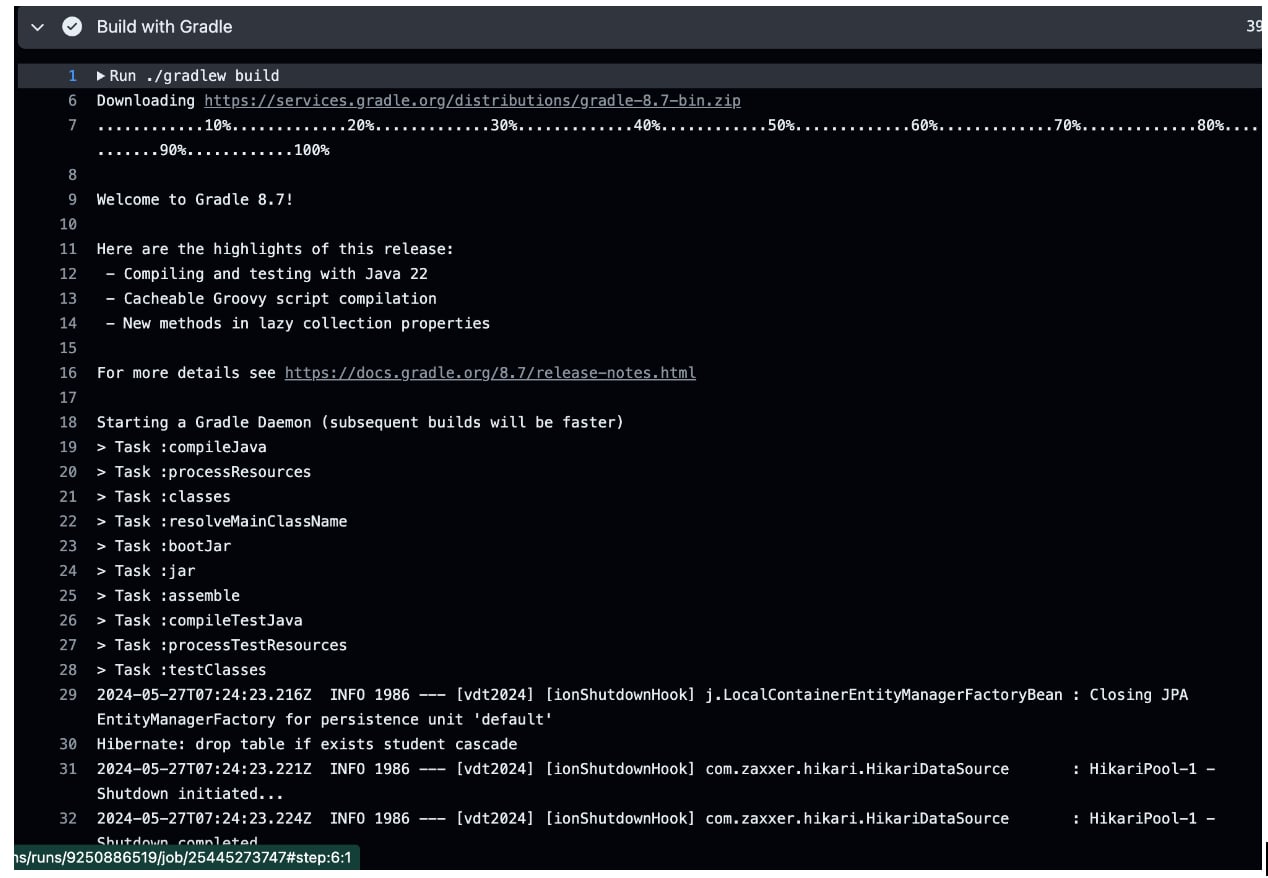 Build with Gradle 39
1 ▶Run ./gradlew build
6 Downloading https://services.gradle.org/distributions/gradle-8.7-bin.zip
7 ............10%.............20%.............30%.............40%............50%.............60%.............70%.............80%....
.......90%............100%
8
9 Welcome to Gradle 8.7!
10
11 Here are the highlights of this release:
12 - Compiling and testing with Java 22
13 - Cacheable Groovy script compilation
14 - New methods in lazy collection properties
15
16 For more details see https://docs.gradle.org/8.7/release-notes.html
17
18 Starting a Gradle Daemon (subsequent builds will be faster)
19 > Task :compileJava
20 > Task :processResources
21 > Task :classes
22 > Task :resolveMainClassName
23 > Task :bootJar
24 > Task :jar
25 > Task :assemble
26 > Task :compileTestJava
27 > Task :processTestResources
28 > Task :testClasses
29 2024-05-27T07:24:23.216Z  INFO 1986 --- [vdt2024] [ionShutdownHook] j.LocalContainerEntityManagerFactoryBean : Closing JPA
EntityManagerFactory for persistence unit 'default'
30 Hibernate: drop table if exists student cascade
31 2024-05-27T07:24:23.221Z  INFO 1986 --- [vdt2024] [ionShutdownHook] com.zaxxer.hikari.HikariDataSource       : HikariPool-1 -
Shutdown initiated...
32 2024-05-27T07:24:23.224Z  INFO 1986 --- [vdt2024] [ionShutdownHook] com.zaxxer.hikari.HikariDataSource       : HikariPool-1 -
Shutdown completed
ns/runs/9250886519/job/25445273747#step:6:1